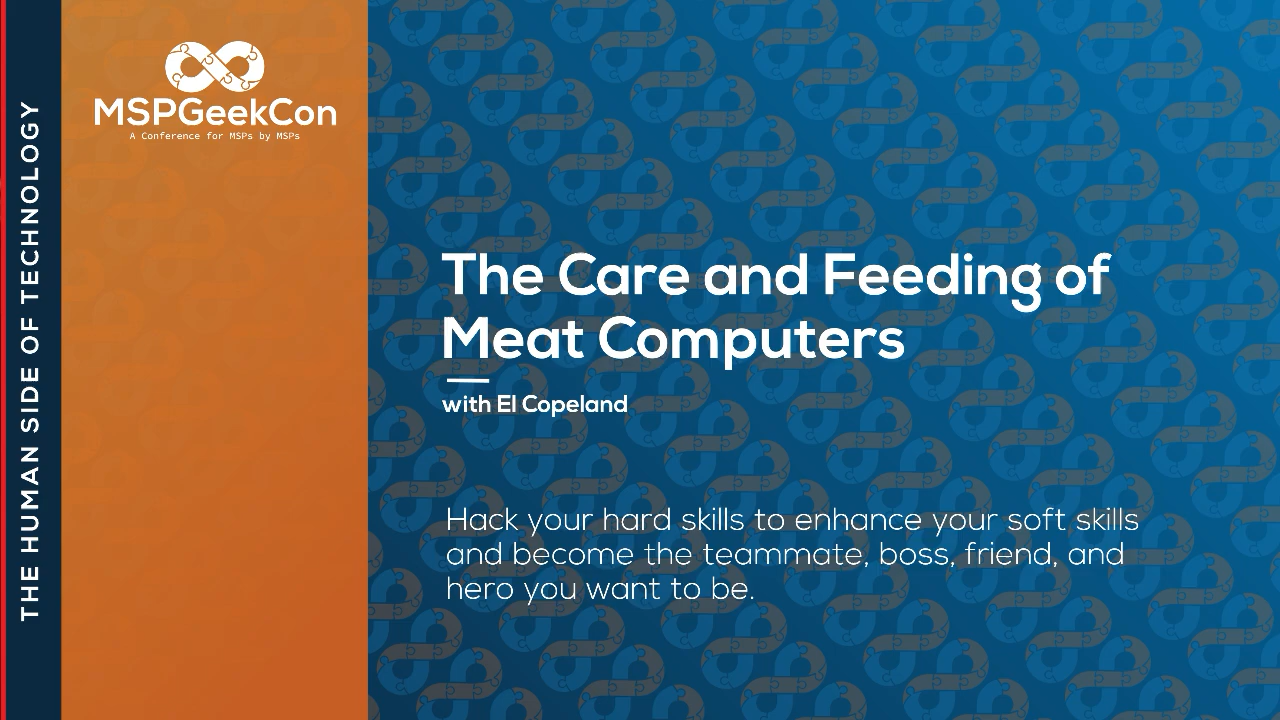 THE HUMAN SIDE OF TECHNOLOGY
MSPGeekCon
A Conference for MSPs by MSPs
The Care and Feeding of
Meat Computers
with El Copeland
Hack your hard skills to enhance your soft skills
and become the teammate, boss, friend, and
hero you want to be.